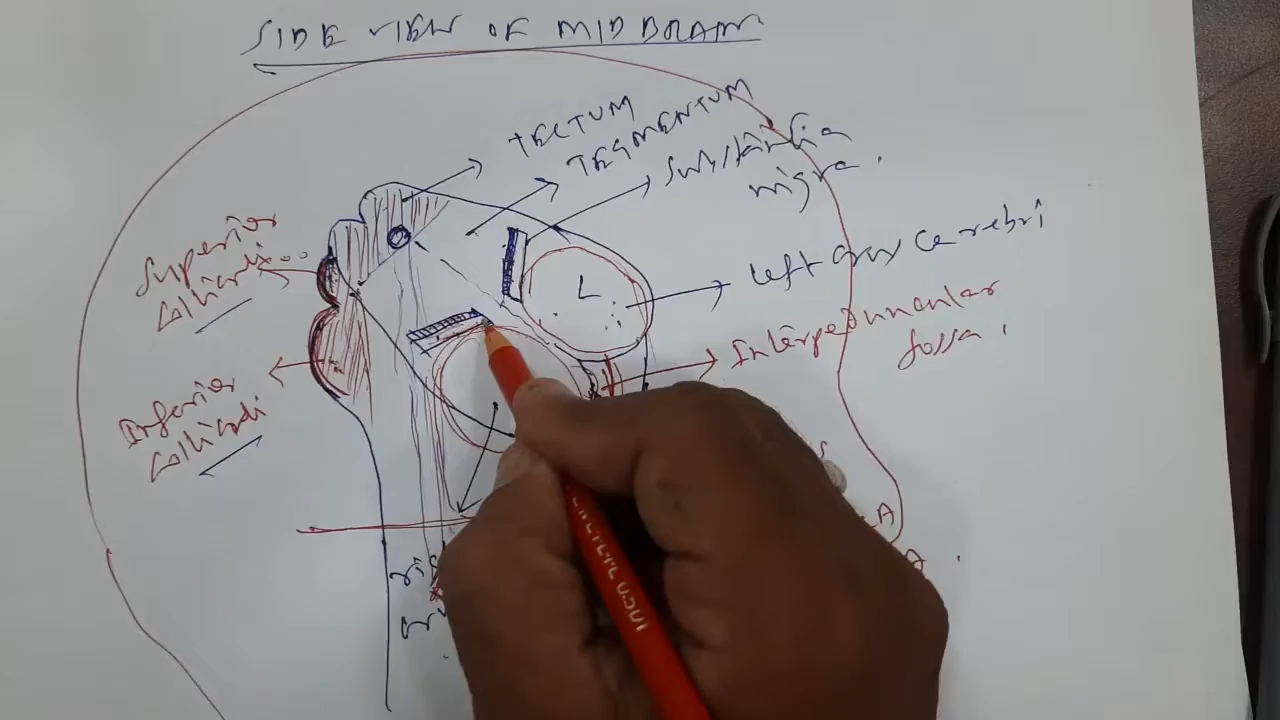 SIDE VIEW OF MIDBRAIN
TECTUM
TEGMENTUM
Substantia
nigra.
Superior
Colliculi
Left crus cerebri
L
Interpeduncular
fossa.
Inferior
Colliculi
A
A